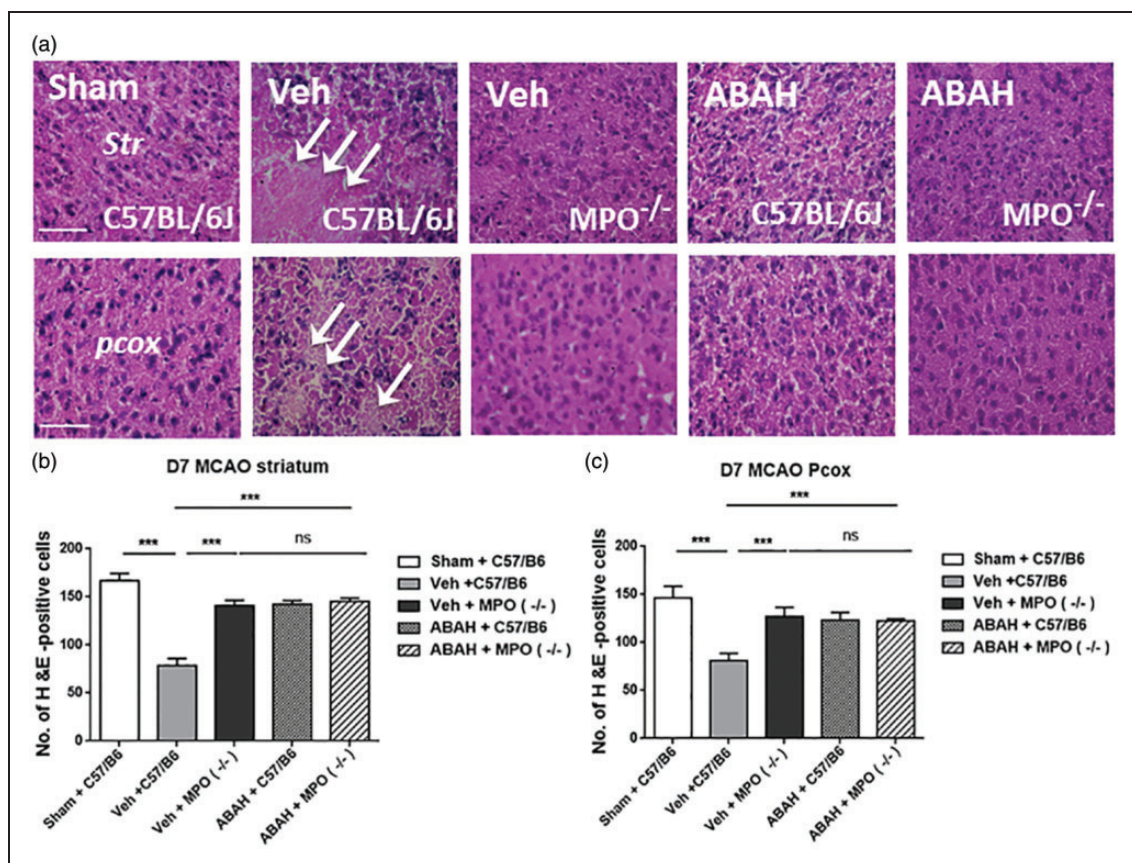 (a)
Sham Veh Veh ABAH ABAH
Str
C57BL/6J C57BL/6J MPO-/- C57BL/6J MPO-/-
pcox
(b)
D7 MCAO striatum
***
*** *** ns
200
150
100
50
0
No. of H &E -positive cells
Sham + C57/B6
Veh +C57/B6
Veh + MPO ( -/-)
ABAH + C57/B6
ABAH + MPO ( -/-)
Sham + C57/B6
Veh +C57/B6
Veh + MPO ( -/-)
ABAH + C57/B6
ABAH + MPO ( -/-)
(c)
D7 MCAO Pcox
***
*** *** ns
200
150
100
50
0
No. of H &E -positive cells
Sham + C57/B6
Veh +C57/B6
Veh + MPO ( -/-)
ABAH + C57/B6
ABAH + MPO ( -/-)
Sham + C57/B6
Veh +C57/B6
Veh + MPO ( -/-)
ABAH + C57/B6
ABAH + MPO ( -/-)